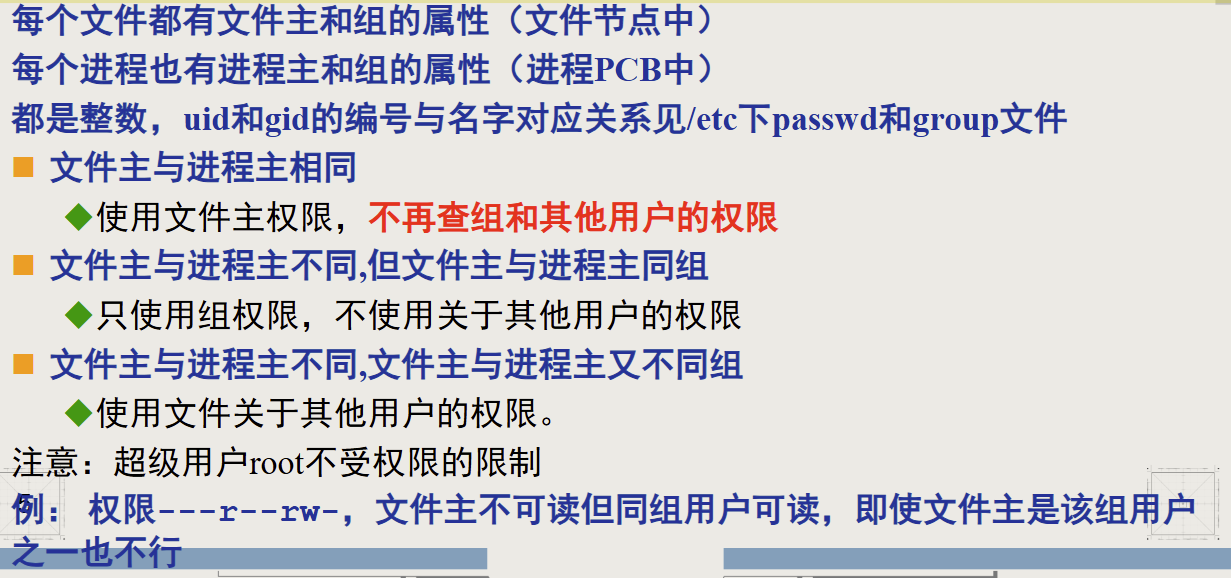 每个文件都有文件主和组的属性（文件节点中）
每个进程也有进程主和组的属性（进程PCB中）
都是整数，uid和gid的编号与名字对应关系见/etc下passwd和group文件
文件主与进程主相同
使用文件主权限，不再查组和其他用户的权限
文件主与进程主不同,但文件主与进程主同组
只使用组权限，不使用关于其他用户的权限
文件主与进程主不同,文件主与进程主又不同组
使用文件关于其他用户的权限。
注意：超级用户root不受权限的限制
例： 权限---r--rw-，文件主不可读但同组用户可读，即使文件主是该组用户
之一也不行